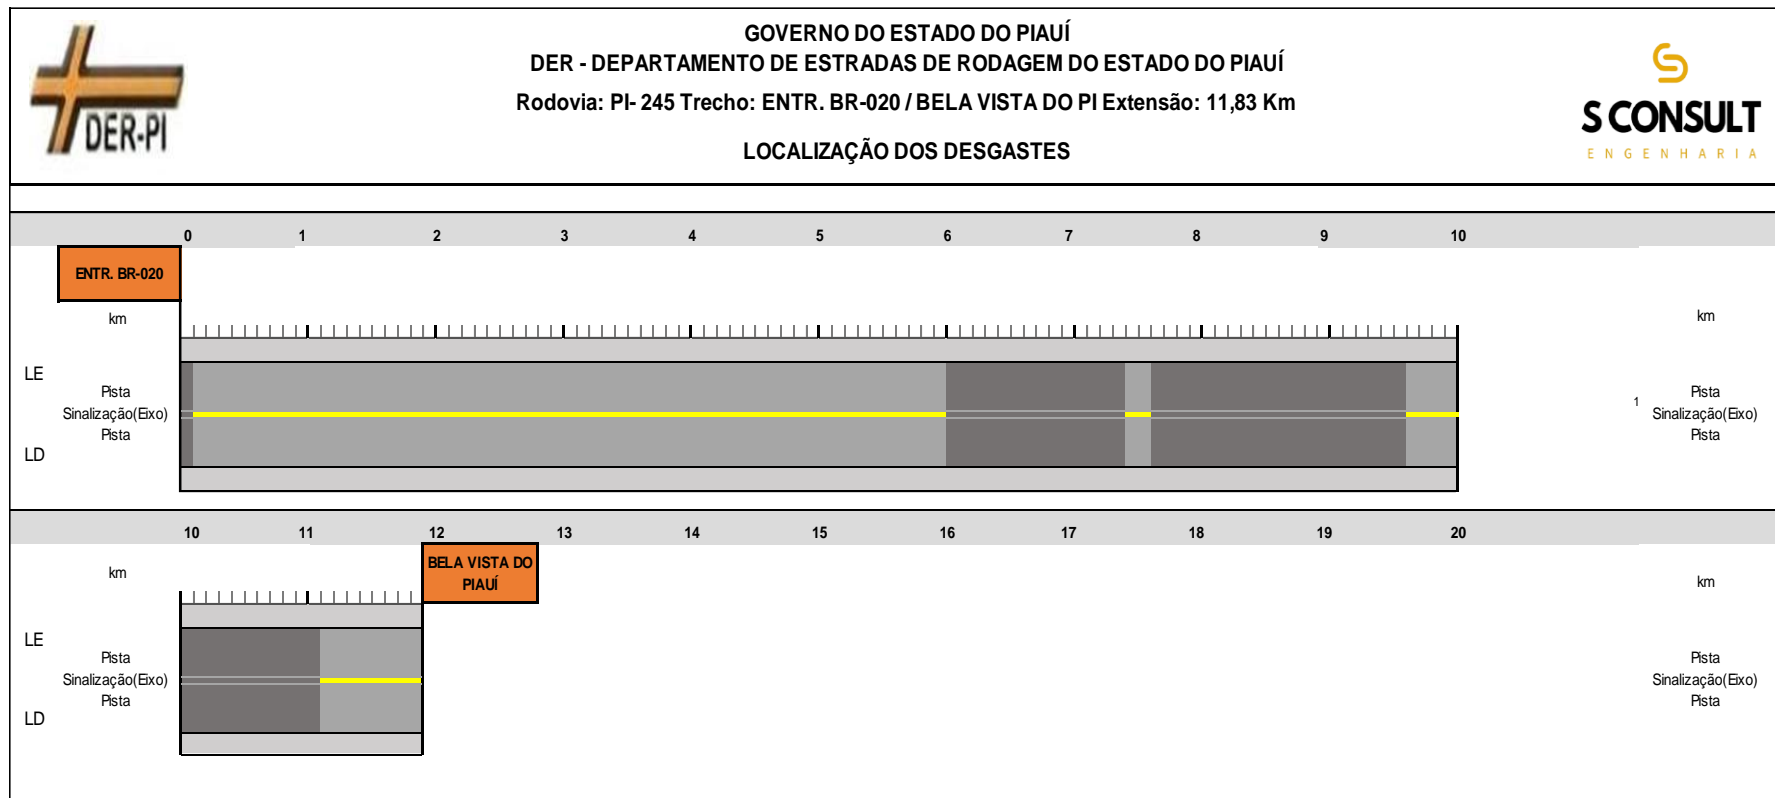 GOVERNO DO ESTADO DO PIAUÍ
DER - DEPARTAMENTO DE ESTRADAS DE RODAGEM DO ESTADO DO PIAUÍ
Rodovia: PI- 245 Trecho: ENTR. BR-020 / BELA VISTA DO PI Extensão: 11,83 Km
LOCALIZAÇÃO DOS DESGASTES
DER-PI
S CONSULT
ENGENHARIA
0 1 2 3 4 5 6 7 8 9 10
ENTR. BR-020
km km
LE
Pista Pista
Sinalização(Eixo) 1 Sinalização(Eixo)
Pista Pista
LD
10 11 12 13 14 15 16 17 18 19 20
BELA VISTA DO
PIAUÍ
km km
LE
Pista Pista
Sinalização(Eixo) Sinalização(Eixo)
Pista Pista
LD